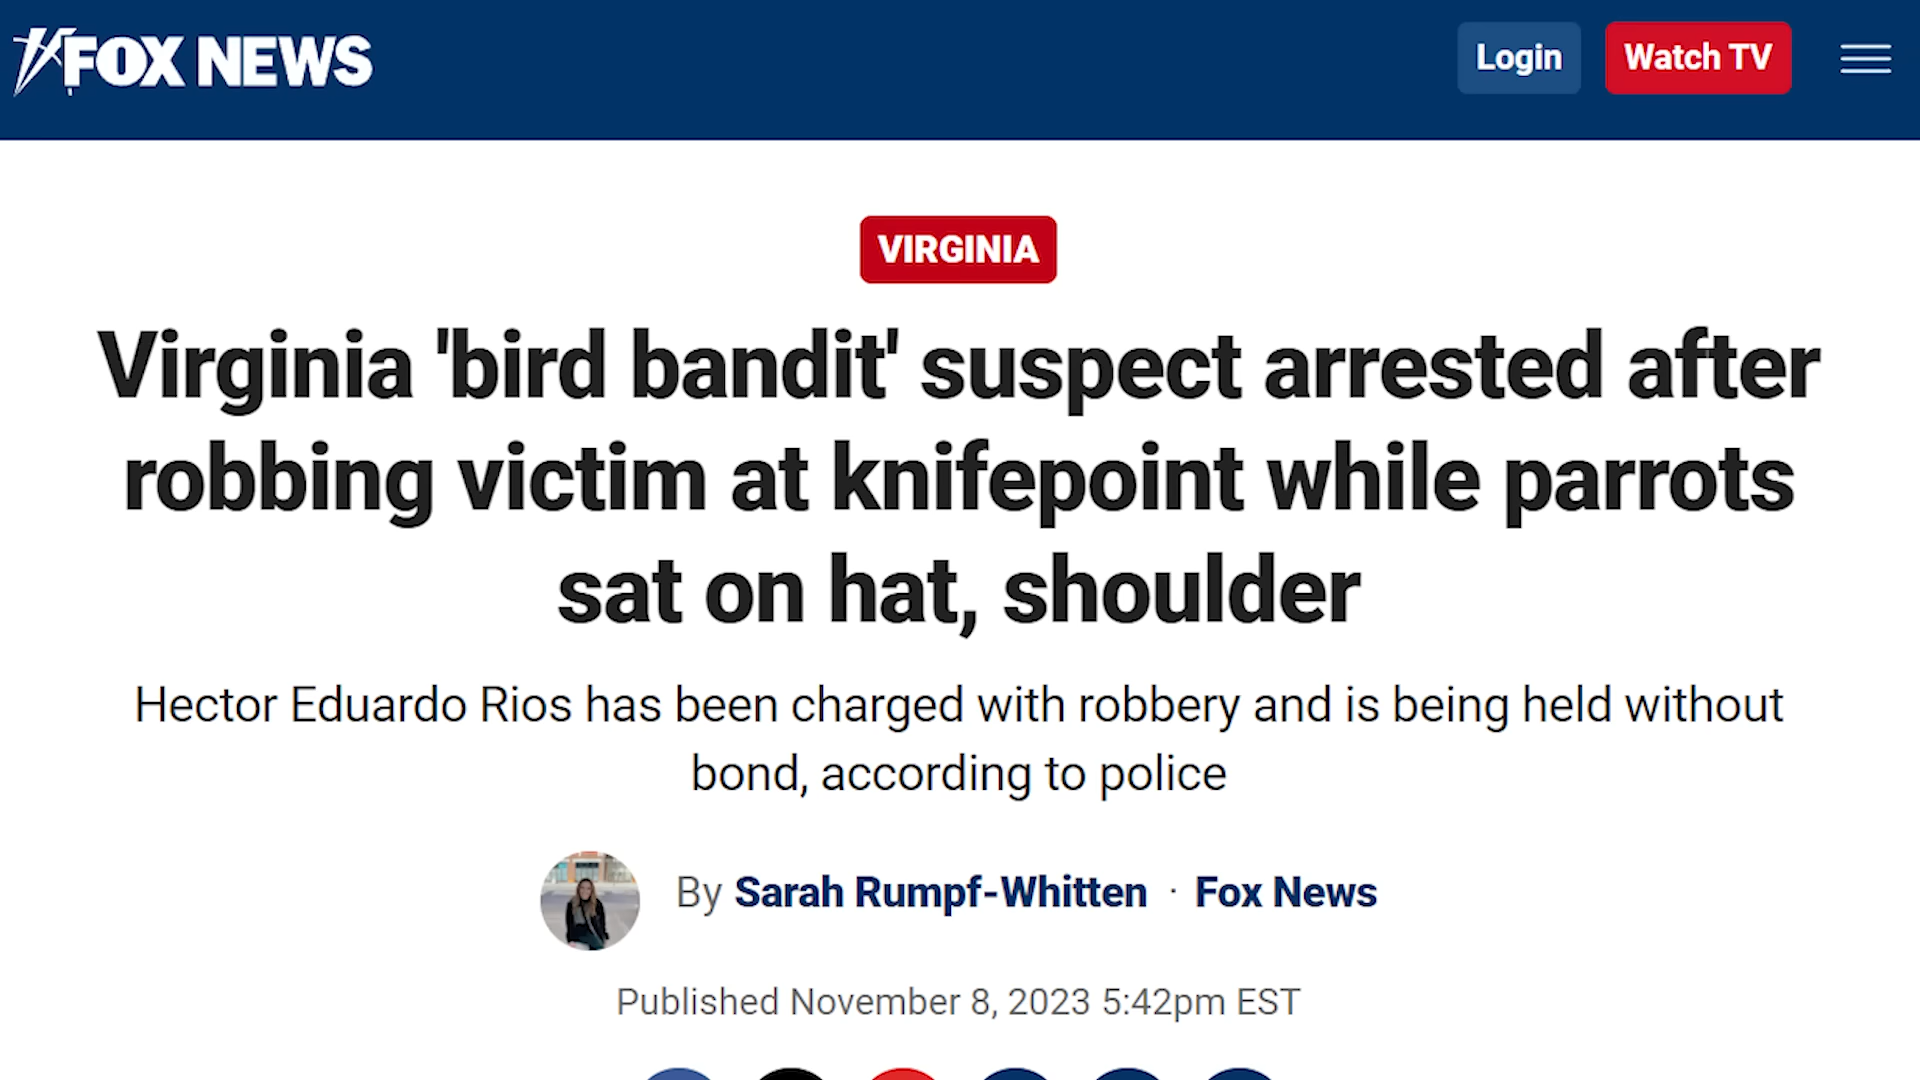 FOX NEWS
Login
Watch TV
VIRGINIA
Virginia 'bird bandit' suspect arrested after
robbing victim at knifepoint while parrots
sat on hat, shoulder
Hector Eduardo Rios has been charged with robbery and is being held without
bond, according to police
By Sarah Rumpf-Whitten · Fox News
Published November 8, 2023 5:42pm EST